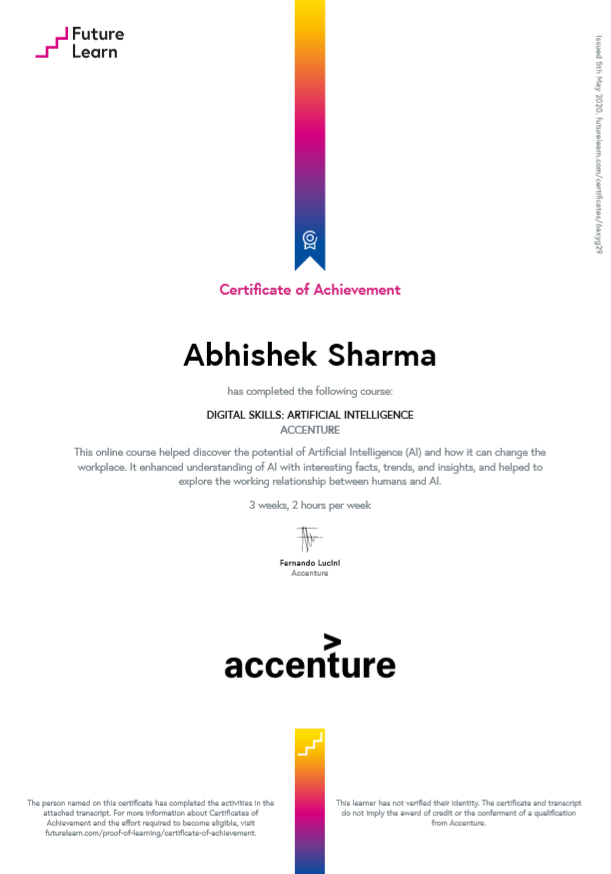 Future
Learn
Issued 5th May 2020. futurelearn.com/certificates/6axyg29
Certificate of Achievement
Abhishek Sharma
has completed the following course:
DIGITAL SKILLS: ARTIFICIAL INTELLIGENCE
ACCENTURE
This online course helped discover the potential of Artificial Intelligence (AI) and how it can change the
workplace. It enhanced understanding of AI with interesting facts, trends, and insights, and helped to
explore the working relationship between humans and AI.
3 weeks, 2 hours per week
Fernando Lucini
Accenture
accenture
The person named on this certificate has completed the activities in the
attached transcript. For more information about Certificates of
Achievement and the effort required to become eligible, visit
futurelearn.com/proof-of-learning/certificate-of-achievement.
This learner has not verified their identity. The certificate and transcript
do not imply the award of credit or the conferment of a qualification
from Accenture.